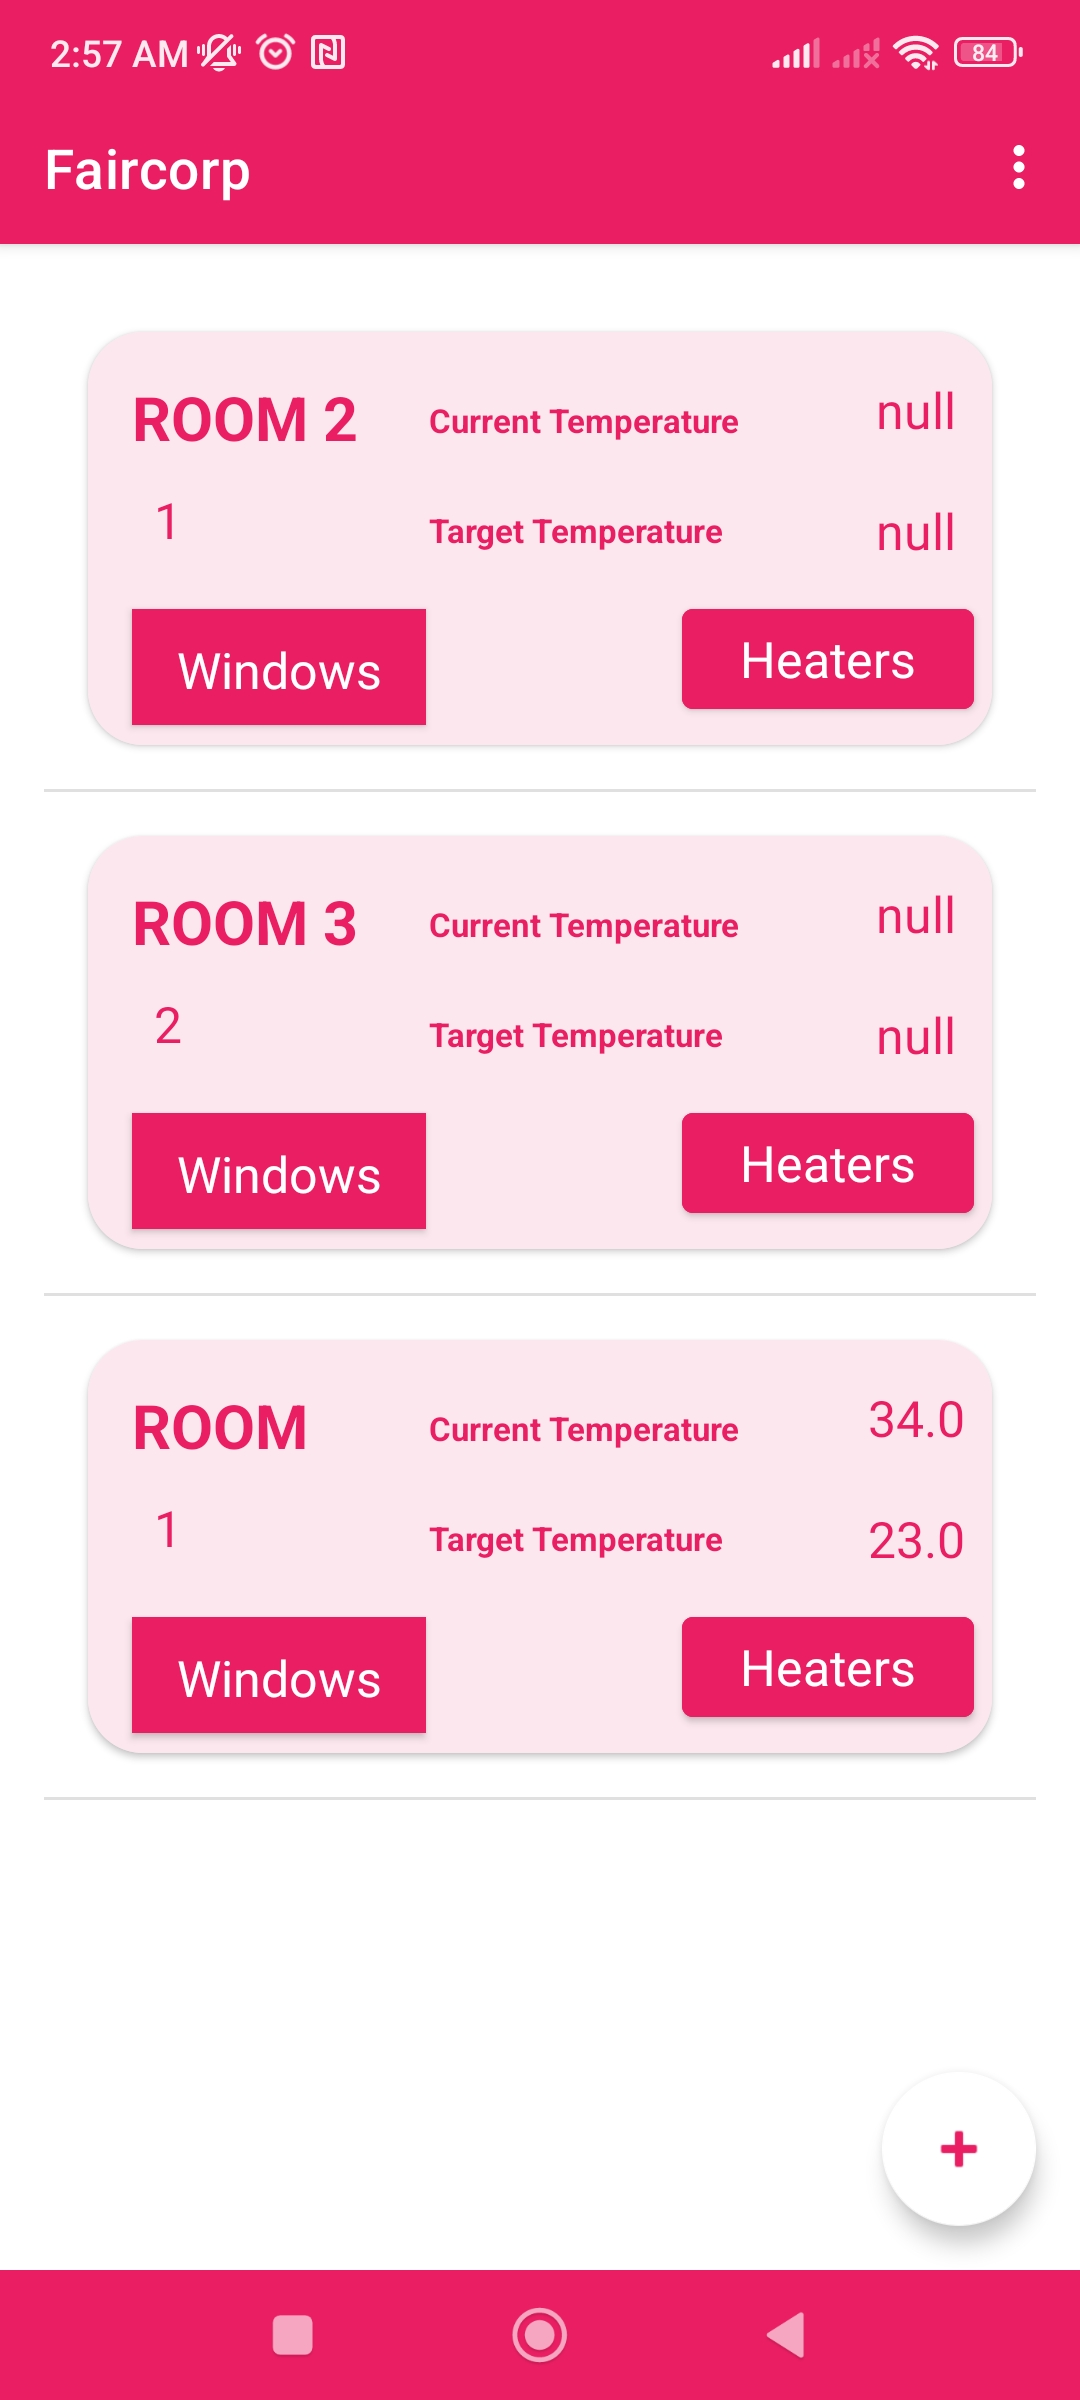 2:57 AM 84
Faircorp
ROOM 2 Current Temperature null
1 Target Temperature null
Windows Heaters
ROOM 3 Current Temperature null
2 Target Temperature null
Windows Heaters
ROOM Current Temperature 34.0
1 Target Temperature 23.0
Windows Heaters
+